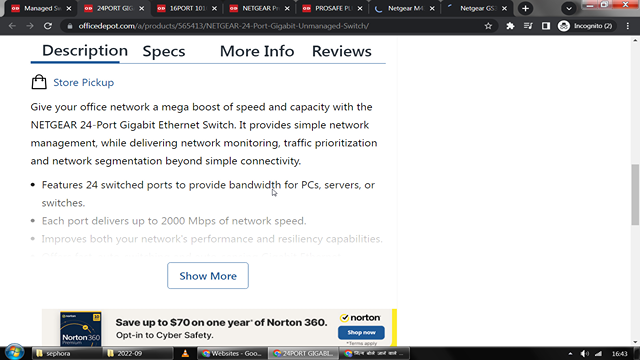 Managed Sw
24PORT GIG
16PORT 101
NETGEAR Pr
PROSAFE PL
Netgear M4
Netgear GS
officedepot.com/a/products/565413/NETGEAR-24-Port-Gigabit-Unmanaged-Switch/
Incognito (2)
Description Specs More Info Reviews
Store Pickup
Give your office network a mega boost of speed and capacity with the
NETGEAR 24-Port Gigabit Ethernet Switch. It provides simple network
management, while delivering network monitoring, traffic prioritization
and network segmentation beyond simple connectivity.
Features 24 switched ports to provide bandwidth for PCs, servers, or
switches.
Each port delivers up to 2000 Mbps of network speed.
Improves both your network's performance and resiliency capabilities.
Show More
Save up to $70 on one year* of Norton 360.
Opt-in to Cyber Safety.
norton
Shop now
*Terms apply.
Norton 360
Premium
sephora
2022-09
Websites - Goo...
24PORT GIGABI...
16:43